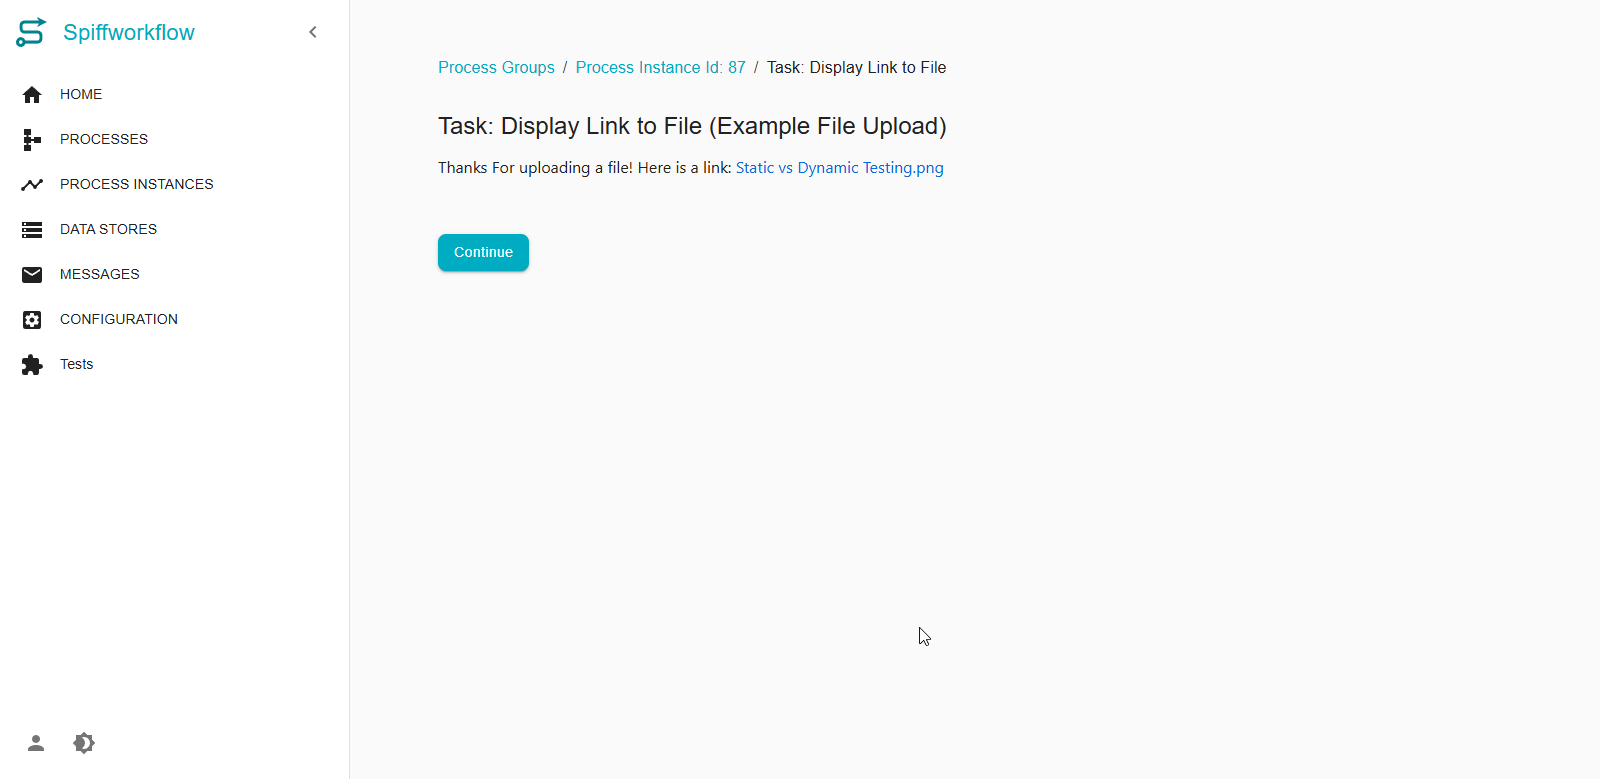 Spiffworkflow
HOME
PROCESSES
PROCESS INSTANCES
DATA STORES
MESSAGES
CONFIGURATION
Tests
Process Groups / Process Instance Id: 87 / Task: Display Link to File
Task: Display Link to File (Example File Upload)
Thanks For uploading a file! Here is a link: Static vs Dynamic Testing.png
Continue